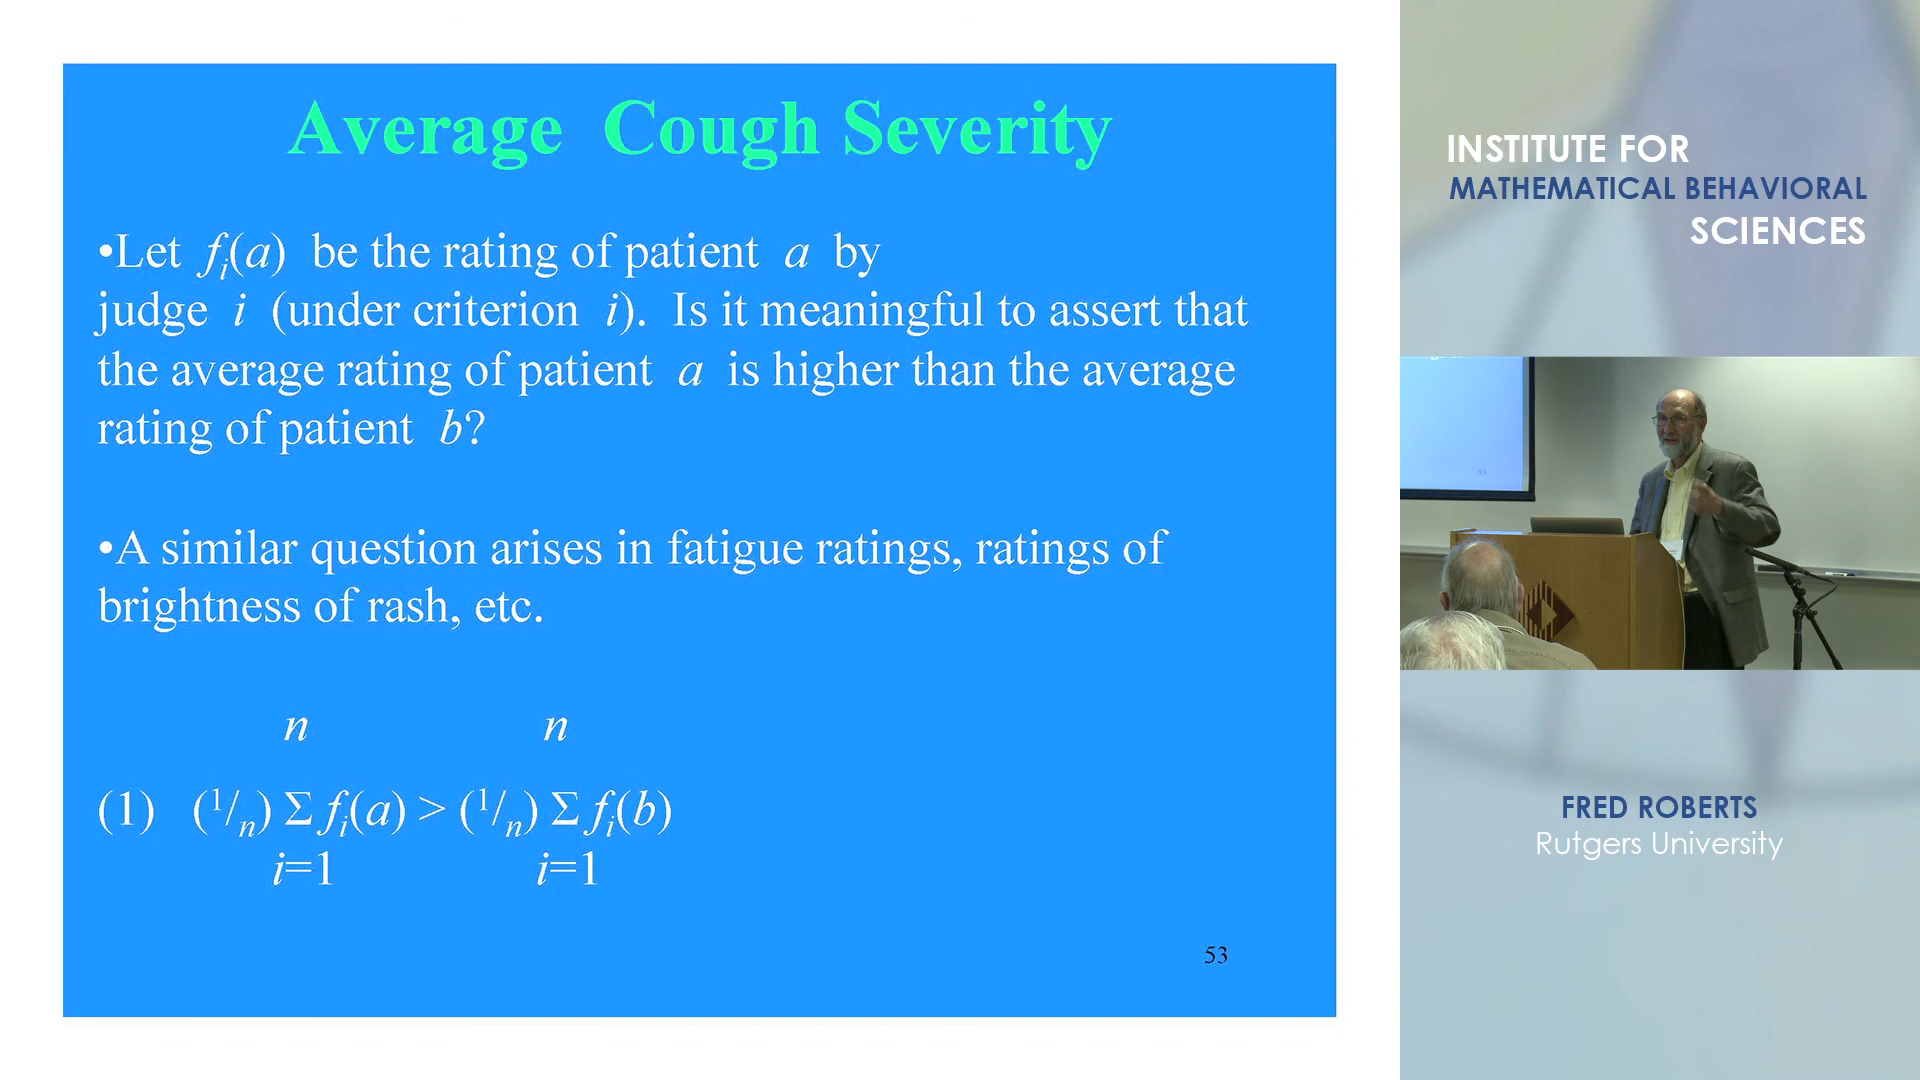 Average Cough Severity
•Let fᵢ(a) be the rating of patient a by
judge i (under criterion i). Is it meaningful to assert that
the average rating of patient a is higher than the average
rating of patient b?
•A similar question arises in fatigue ratings, ratings of
brightness of rash, etc.
n n
(1) (1/n) Σ fᵢ(a) > (1/n) Σ fᵢ(b)
i=1 i=1
53
INSTITUTE FOR
MATHEMATICAL BEHAVIORAL
SCIENCES
53
FRED ROBERTS
Rutgers University